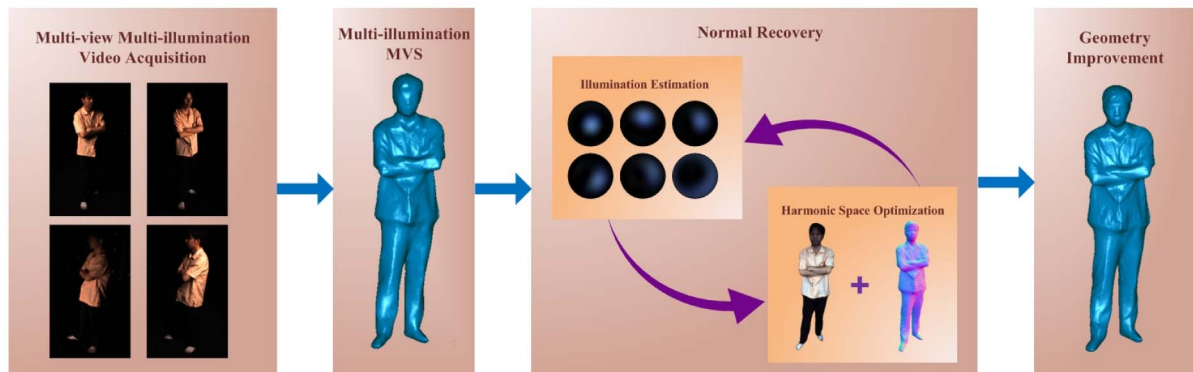 Multi-view Multi-illumination
Video Acquisition
Multi-illumination
MVS
Normal Recovery
Illumination Estimation
Harmonic Space Optimization
+
Geometry
Improvement